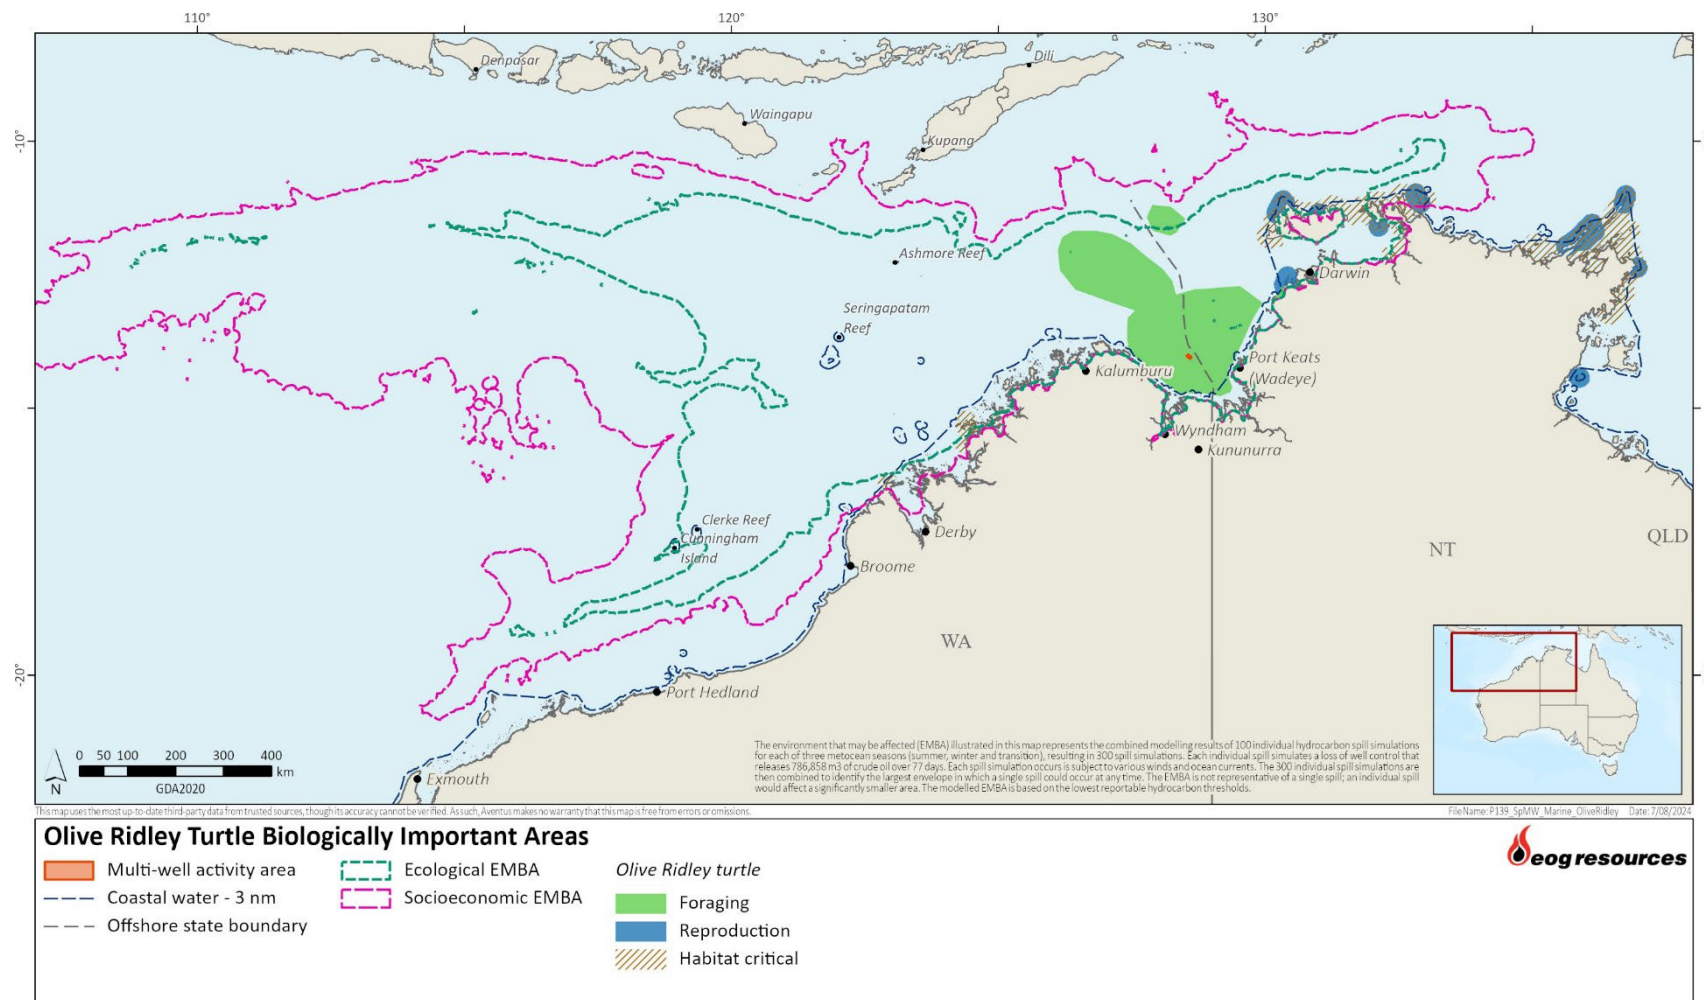 110°
120°
130°
Denpasar
Dili
Waingapu
-10°
Kupang
Ashmore Reef
Darwin
Seringapatam
Reef
Port Keats
(Wadeye)
Kalumburu
Wyndham
Kununurra
Clerke Reef
Cunningham
Island
Derby
NT
QLD
Broome
WA
-20°
Port Hedland
0 50 100 200 300 400
km
N
GDA2020
Exmouth
The environment that may be affected (EMBA) illustrated in this map represents the combined modelling results of 100 individual hydrocarbon spill simulations
for each of three metocean seasons (summer, winter and transition), resulting in 300 spill simulations. Each individual spill simulates a loss of well control that
releases 786,858 m3 of crude oil over 77 days. Each spill simulation occurs is subject to various winds and ocean currents. The 300 individual spill simulations are
then combined to identify the largest envelope in which a single spill could occur at any time. The EMBA is not representative of a single spill; an individual spill
would affect a significantly smaller area. The modelled EMBA is based on the lowest reportable hydrocarbon thresholds.
This map uses the most up-to-date third-party data from trusted sources, though its accuracy cannot be verified. As such, Aventus makes no warranty that this map is free from errors or omissions.
File Name: P139_SpMW_Marine_OliveRidley Date: 7/08/2024
Olive Ridley Turtle Biologically Important Areas
Multi-well activity area
Coastal water - 3 nm
Offshore state boundary
Ecological EMBA
Socioeconomic EMBA
Olive Ridley turtle
Foraging
Reproduction
Habitat critical
eog resources